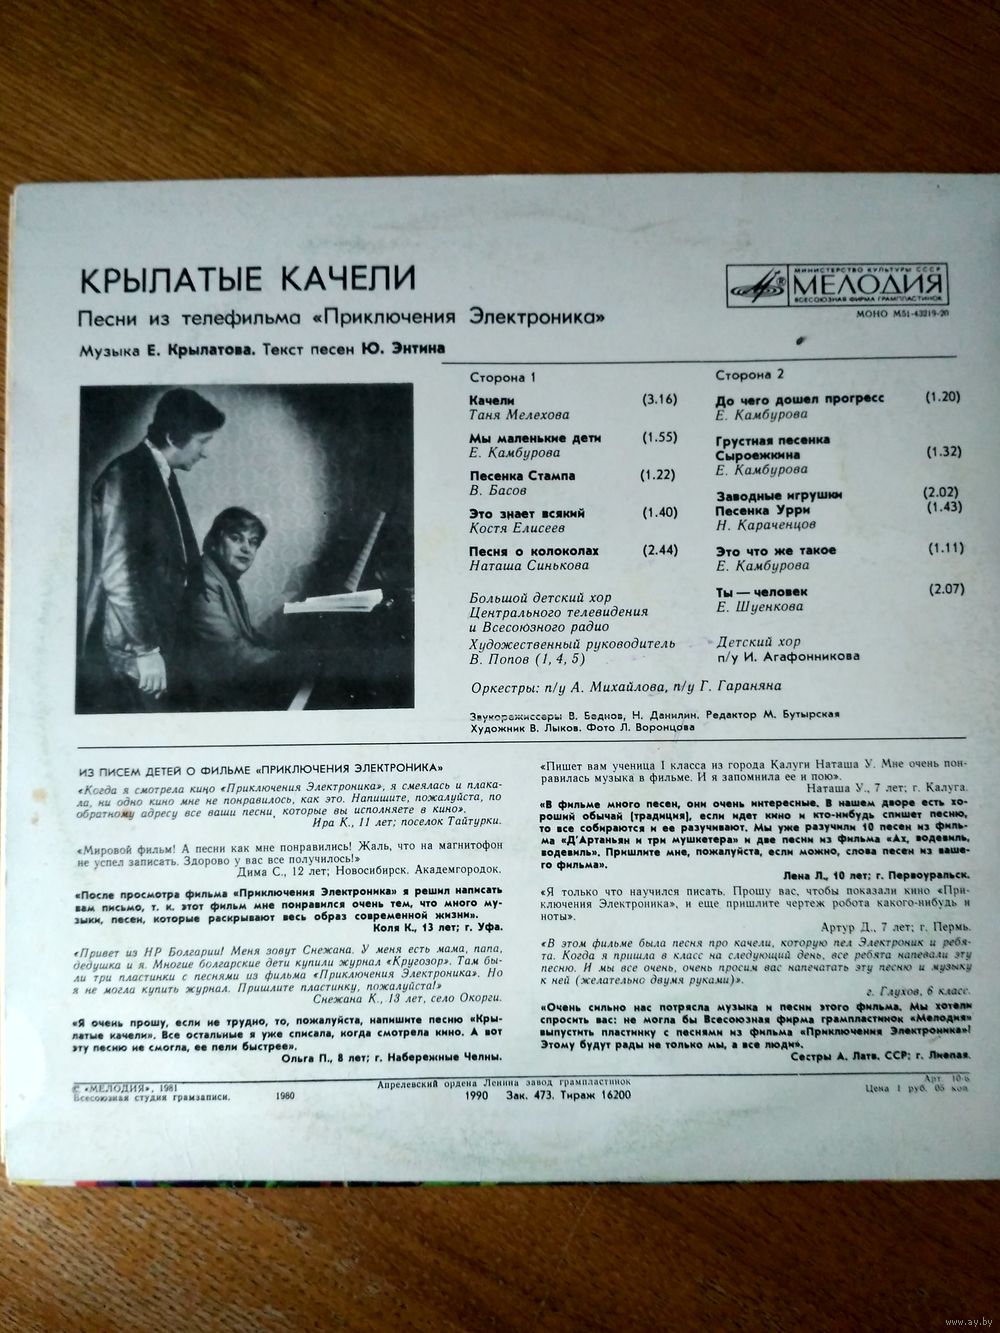 КРЫЛАТЫЕ КАЧЕЛИ
Песни из телефильма «Приключения Электроника»
Музыка Е. Крылатова. Текст песен Ю. Энтина
МИНИСТЕРСТВО КУЛЬТУРЫ СССР
МЕЛОДИЯ
ВСЕСОЮЗНАЯ ФИРМА ГРАМПЛАСТИНОК
МОНО М51-43219-20
Сторона 1
Качели (3.16)
Таня Мелехова
Мы маленькие дети (1.55)
Е. Камбурова
Песенка Стампа (1.22)
В. Басов
Это знает всякий (1.40)
Костя Елисеев
Песня о колоколах (2.44)
Наташа Синькова
Большой детский хор
Центрального телевидения
и Всесоюзного радио
Художественный руководитель
В. Попов (1, 4, 5)
Сторона 2
До чего дошел прогресс (1.20)
Е. Камбурова
Грустная песенка
Сыроежкина (1.32)
Е. Камбурова
Заводные игрушки (2.02)
Песенка Урри (1.43)
Н. Караченцов
Это что же такое (1.11)
Е. Камбурова
Ты — человек (2.07)
Е. Шуенкова
Детский хор
п/у И. Агафонникова
Оркестры: п/у А. Михайлова, п/у Г. Гараняна
Звукорежиссеры В. Бабнов, Н. Данилин. Редактор М. Бутырская
Художник В. Лыков. Фото Л. Воронцова
ИЗ ПИСЕМ ДЕТЕЙ О ФИЛЬМЕ «ПРИКЛЮЧЕНИЯ ЭЛЕКТРОНИКА»
«Когда я смотрела кино «Приключения Электроника», я смеялась и плака-
ла, ни одно кино мне не понравилось, как это. Напишите, пожалуйста, по
обратному адресу все ваши песни, которые вы исполняете в кино».
Ира К., 11 лет; поселок Тайтурки.
«Мировой фильм! А песни как мне понравились! Жаль, что на магнитофон
не успел записать. Здорово у вас все получилось!»
Дима С., 12 лет; Новосибирск. Академгородок.
«После просмотра фильма «Приключения Электроника» я решил написать
вам письмо, т. к. этот фильм мне понравился очень тем, что много му-
зыки, песен, которые раскрывают весь образ современной жизни».
Коля К., 13 лет; г. Уфа.
«Привет из НР Болгарии! Меня зовут Снежана. У меня есть мама, папа,
дедушка и я. Многие болгарские дети купили журнал «Кругозор». Там бы-
ли три пластинки с песнями из фильма «Приключения Электроника». Но
я не могла купить журнал. Пришлите пластинку, пожалуйста!»
Снежана К., 13 лет, село Окорги.
«Я очень прошу, если не трудно, то, пожалуйста, напишите песню «Кры-
латые качели». Все остальные я уже списала, когда смотрела кино. А вот
эту песню не смогла, ее пели быстрее».
Ольга П., 8 лет; г. Набережные Челны.
«Пишет вам ученица I класса из города Калуги Наташа У. Мне очень пон-
равилась музыка в фильме. И я запомнила ее и пою».
Наташа У., 7 лет; г. Калуга.
«В фильме много песен, они очень интересные. В нашем дворе есть хо-
роший обычай (традиция), если идет кино и кто-нибудь спишет песню,
то все собираются и ее разучивают. Мы уже разучили 10 песен из филь-
ма «Д'Артаньян и три мушкетера» и две песни из фильма «Ах, водевиль,
водевиль». Пришлите мне, пожалуйста, если можно, слова песен из ваше-
го фильма».
Лена Л., 10 лет; г. Первоуральск.
«Я только что научился писать. Прошу вас, чтобы показали кино «При-
ключения Электроника», и еще пришлите чертеж робота какого-нибудь и
ноты».
Артур Д., 7 лет; г. Пермь.
«В этом фильме была песня про качели, которую пел Электроник и ребя-
та. Когда я пришла в класс на следующий день, все ребята напевали эту
песню. И мы все очень, очень просим вас напечатать эту песню и музыку
к ней (желательно двумя руками)».
г. Глухов, 6 класс.
«Очень сильно нас потрясла музыка и песни этого фильма. Мы хотели
спросить вас: не могла бы Всесоюзная фирма грампластинок «Мелодия»
выпустить пластинку с песнями из фильма «Приключения Электроника»?
Этому будут рады не только мы, а все люди».
Сестры А. Латв. ССР; г. Лиепая.
© «МЕЛОДИЯ», 1981
Всесоюзная студия грамзаписи. 1980
Апрелевский ордена Ленина завод грампластинок
1990 Зак. 473. Тираж 16200
Арт. 10-6
Цена 1 руб. 05 коп.
www.ay.by